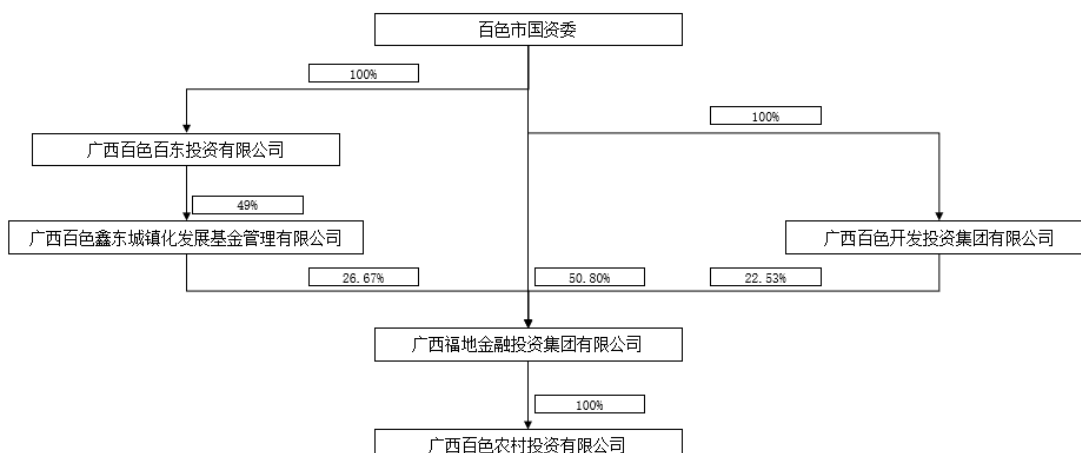 百色市国资委
100%
100%
广西百色百东投资有限公司
49%
广西百色鑫东城镇化发展基金管理有限公司
广西百色开发投资集团有限公司
26.67%
50.80%
22.53%
广西福地金融投资集团有限公司
100%
广西百色农村投资有限公司